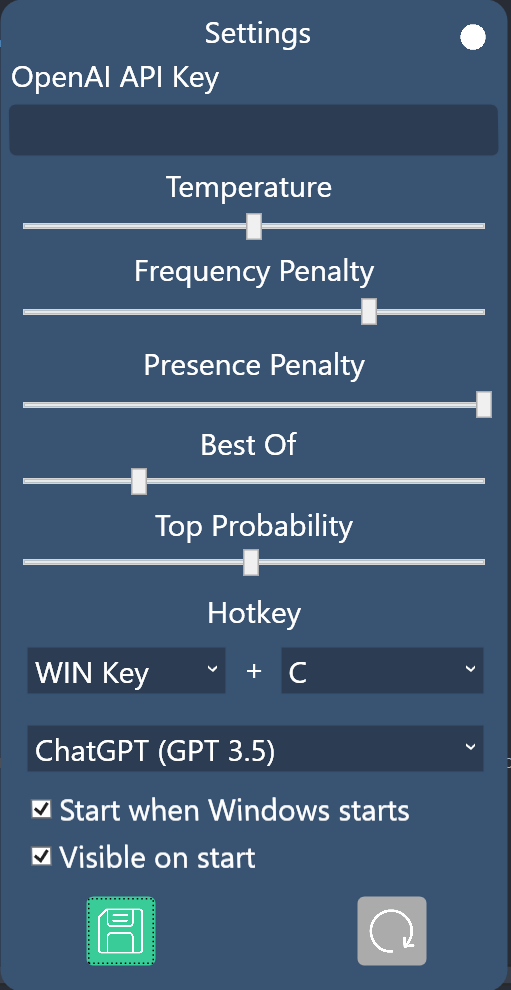 Settings
OpenAI API Key
Temperature
Frequency Penalty
Presence Penalty
Best Of
Top Probability
Hotkey
WIN Key + C
ChatGPT (GPT 3.5)
Start when Windows starts
Visible on start